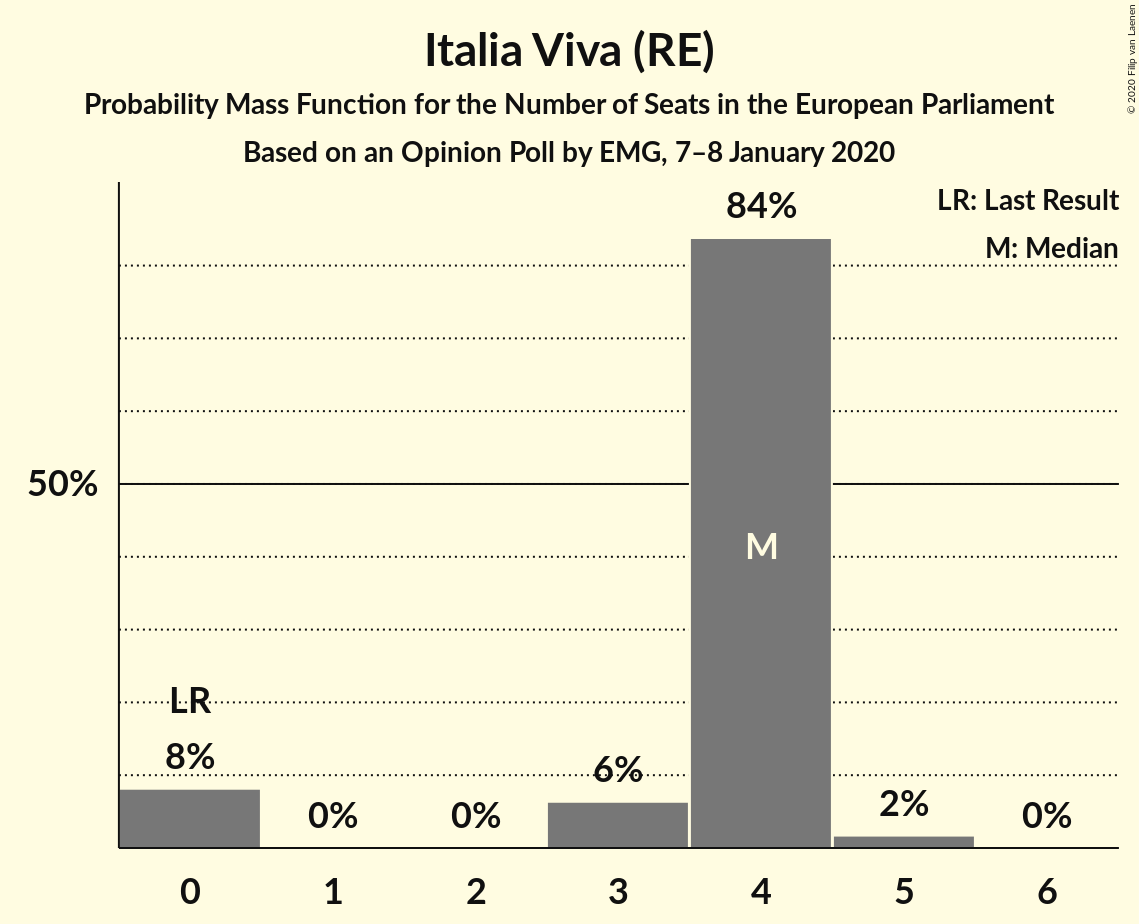 © 2020 Filip van Laenen
Italia Viva (RE)
Probability Mass Function for the Number of Seats in the European Parliament
Based on an Opinion Poll by EMG, 7–8 January 2020
LR: Last Result
M: Median
84%
50%
M
LR
8%
0%
0%
6%
2%
0%
0 1 2 3 4 5 6